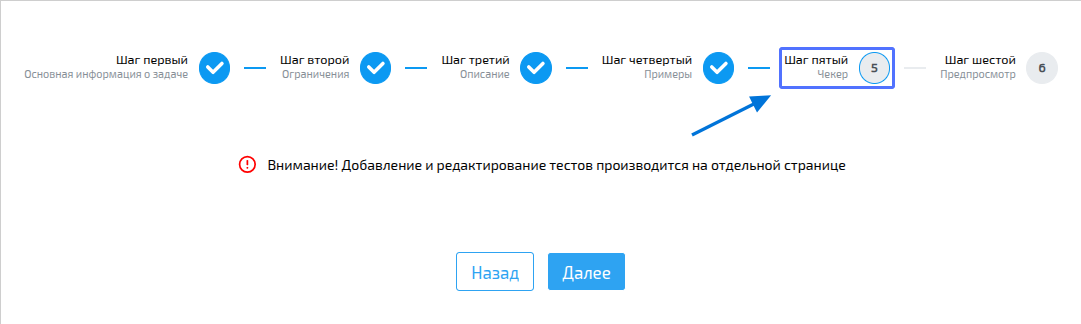 Шаг первый
Основная информация о задаче
Шаг второй
Ограничения
Шаг третий
Описание
Шаг четвертый
Примеры
Шаг пятый
Чекер
5
Шаг шестой
Предпросмотр
6
Внимание! Добавление и редактирование тестов производится на отдельной странице
Назад
Далее